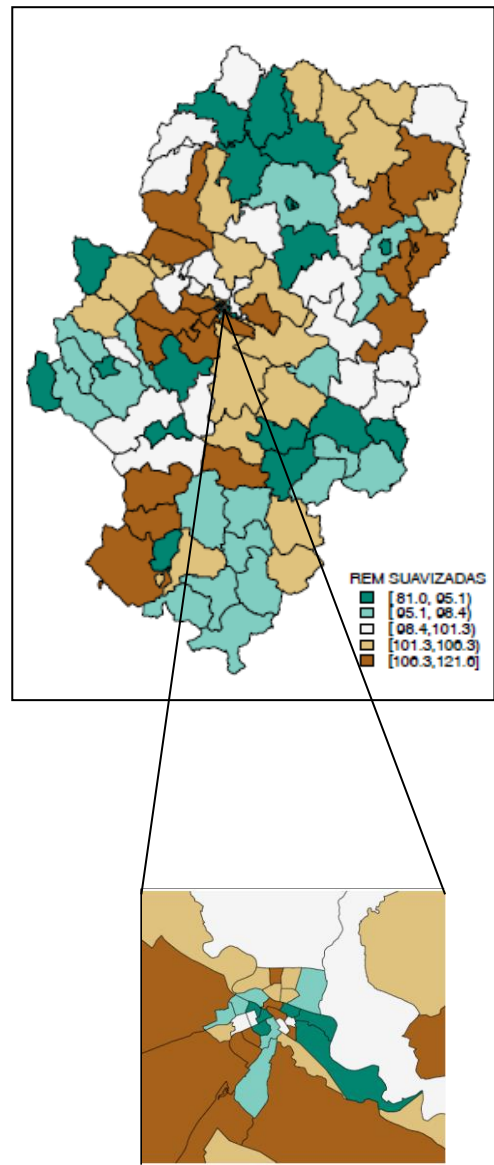 REM SUAVIZADAS
[ 81.0, 95.1)
[ 95.1, 98.4)
[ 98.4,101.3)
[101.3,106.3)
[106.3,121.6]